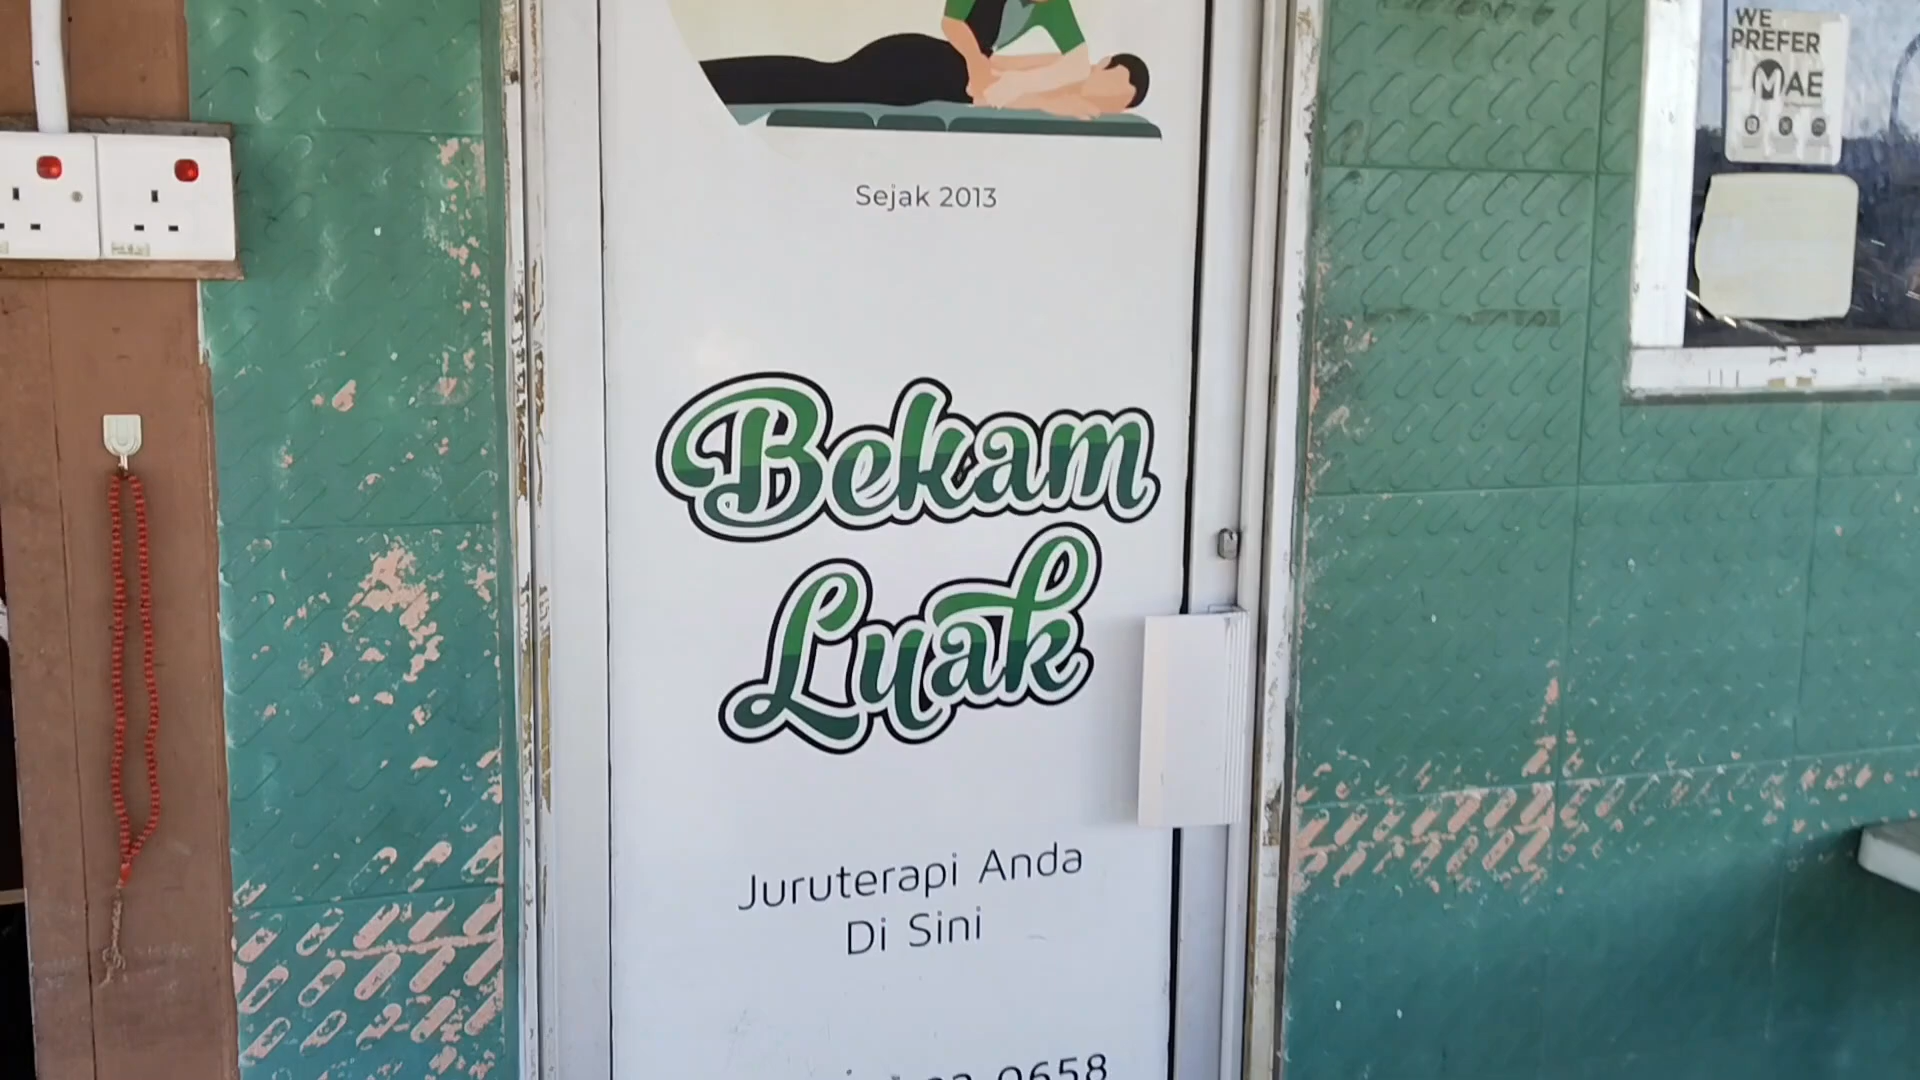 WE
PREFER
MAE
Sejak 2013
Bekam
Luak
Juruterapi Anda
Di Sini
0658